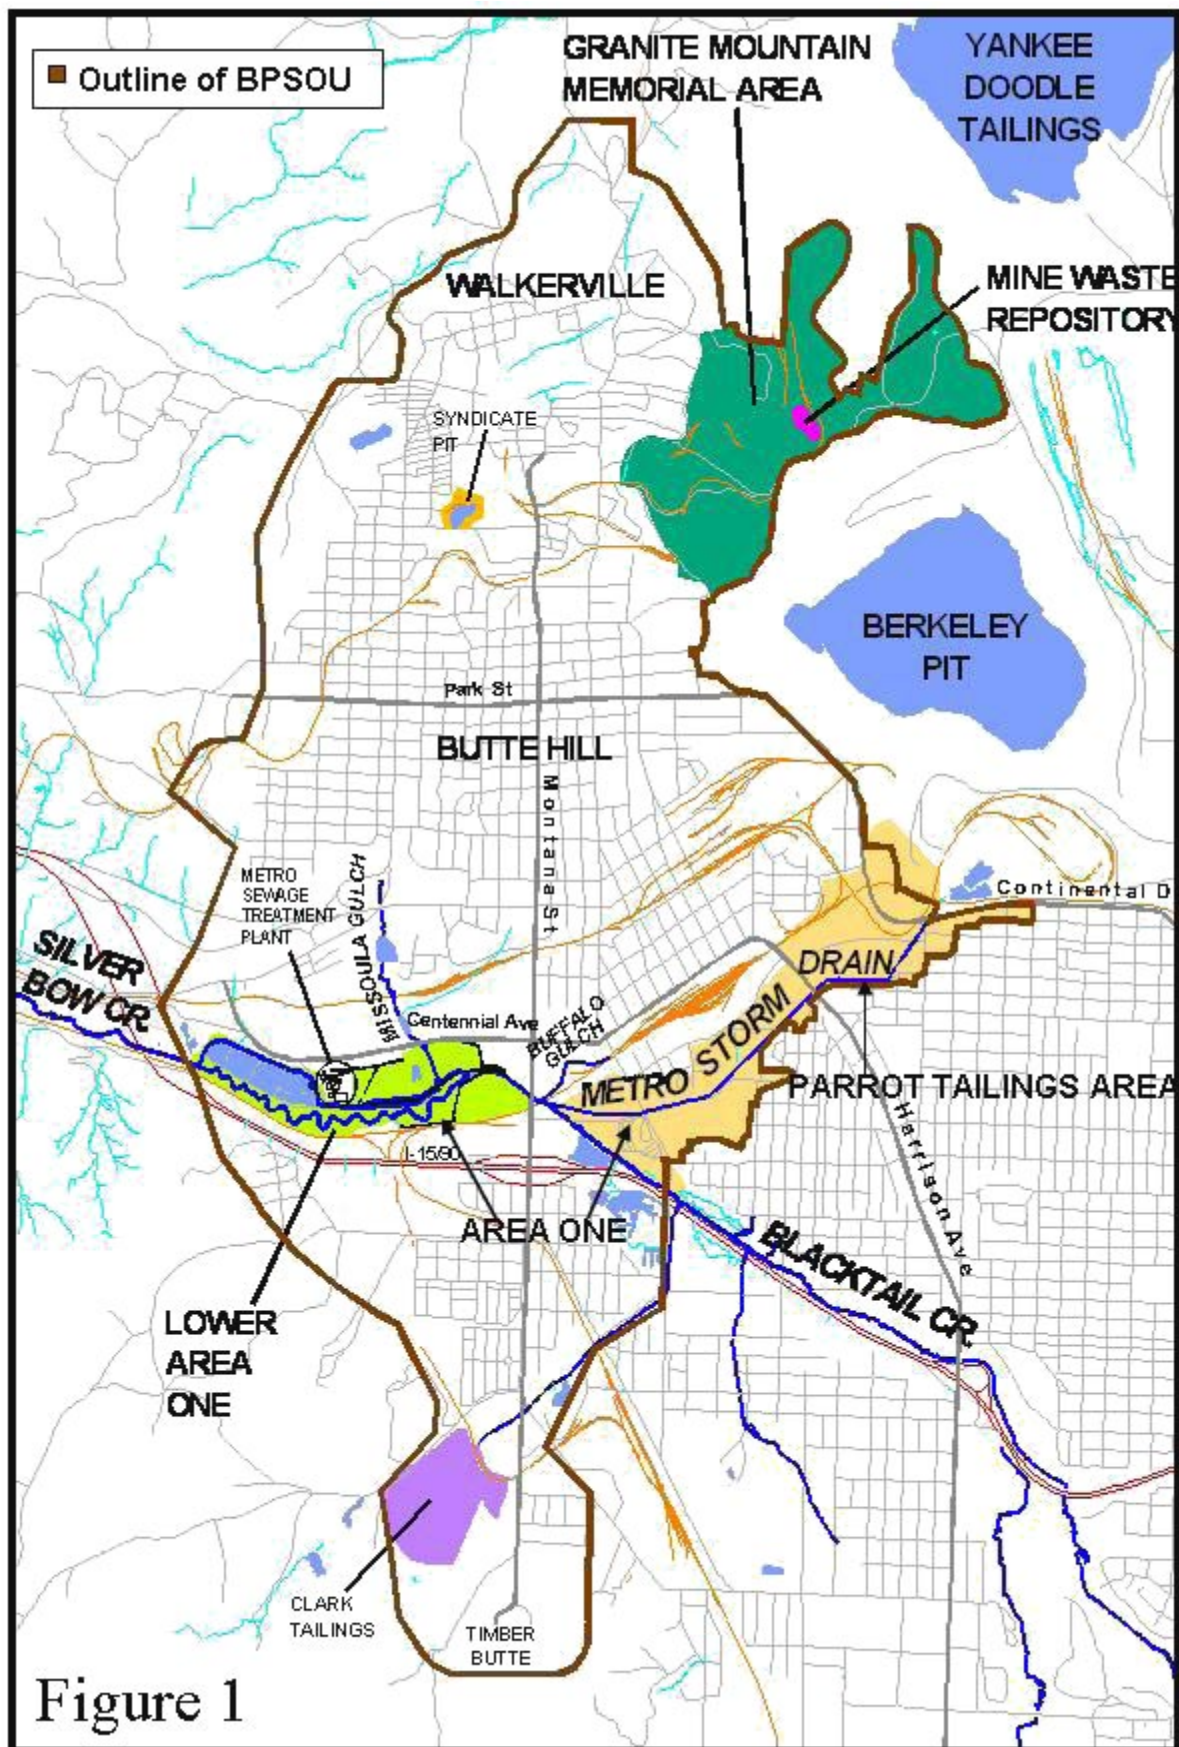 Outline of BPSOU
GRANITE MOUNTAIN
MEMORIAL AREA
YANKEE
DOODLE
TAILINGS
WALKERVILLE
MINE WASTE
REPOSITORY
SYNDICATE
PIT
BERKELEY
PIT
Park St
BUTTE HILL
Montana St
METRO
SEWAGE
TREATMENT
PLANT
MISSOULA GULCH
Continental D
SILVER
BOW CR.
DRAIN
Centennial Ave
BUFFALO
GULCH
METRO STORM
PARROT TAILINGS AREA
Harrison Ave
I-15/90
AREA ONE
BLACKTAIL CR.
LOWER
AREA
ONE
CLARK
TAILINGS
TIMBER
BUTTE
Figure 1